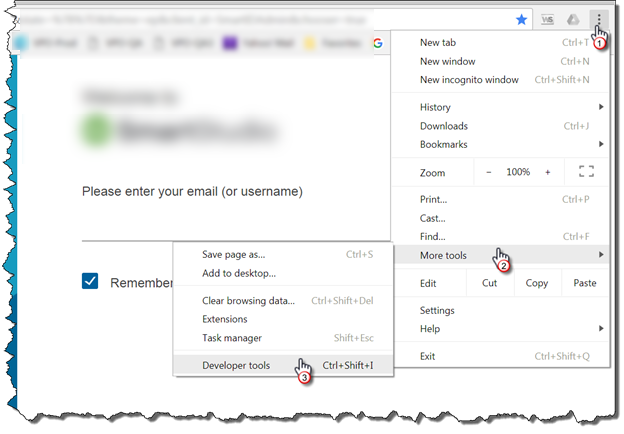 1
New tab Ctrl+T
New window Ctrl+N
New incognito window Ctrl+Shift+N
History
Downloads Ctrl+J
Bookmarks
Zoom − 100% +
Print... Ctrl+P
Cast...
Find... Ctrl+F
More tools
2
Edit Cut Copy Paste
Settings
Help
Exit Ctrl+Shift+Q
Please enter your email (or username)
Remember
Save page as... Ctrl+S
Add to desktop...
Clear browsing data... Ctrl+Shift+Del
Extensions
Task manager Shift+Esc
Developer tools Ctrl+Shift+I
3